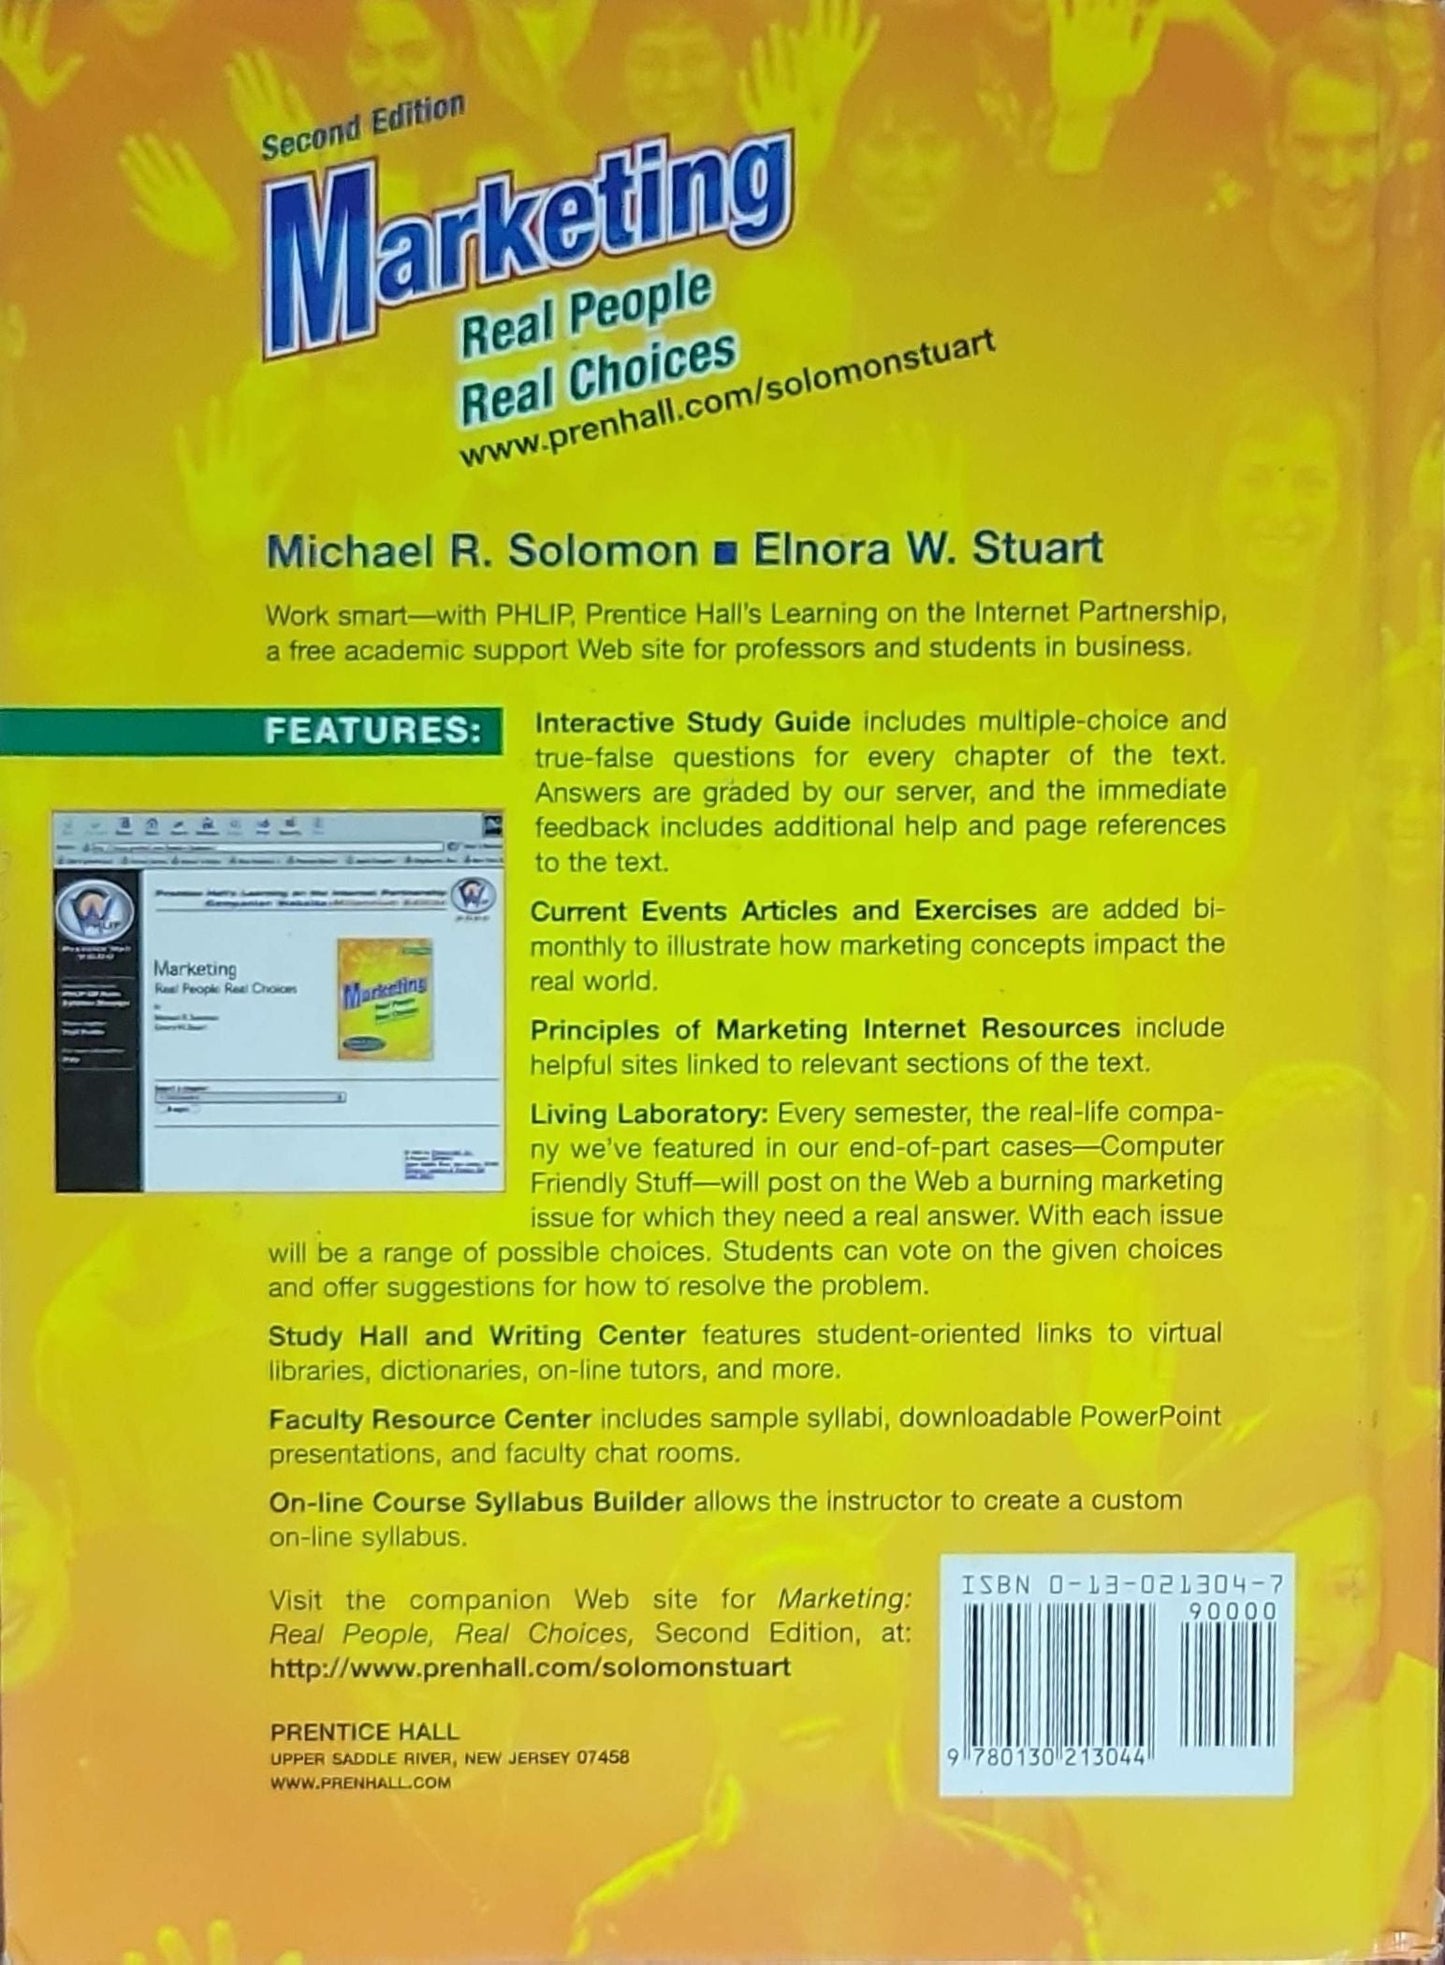 Second Edition
Marketing
Real People
Real Choices
www.prenhall.com/solomonstuart
Michael R. Solomon ■ Elnora W. Stuart
Work smart—with PHLIP, Prentice Hall's Learning on the Internet Partnership,
a free academic support Web site for professors and students in business.
FEATURES:
Interactive Study Guide includes multiple-choice and
true-false questions for every chapter of the text.
Answers are graded by our server, and the immediate
feedback includes additional help and page references
to the text.
Prentice Hall's Learning on the Internet Partnership
Marketing
Real People Real Choices
Marketing
Current Events Articles and Exercises are added bi-
monthly to illustrate how marketing concepts impact the
real world.
Principles of Marketing Internet Resources include
helpful sites linked to relevant sections of the text.
Living Laboratory: Every semester, the real-life compa-
ny we've featured in our end-of-part cases—Computer
Friendly Stuff—will post on the Web a burning marketing
issue for which they need a real answer. With each issue
will be a range of possible choices. Students can vote on the given choices
and offer suggestions for how to resolve the problem.
Study Hall and Writing Center features student-oriented links to virtual
libraries, dictionaries, on-line tutors, and more.
Faculty Resource Center includes sample syllabi, downloadable PowerPoint
presentations, and faculty chat rooms.
On-line Course Syllabus Builder allows the instructor to create a custom
on-line syllabus.
Visit the companion Web site for Marketing:
Real People, Real Choices, Second Edition, at:
http://www.prenhall.com/solomonstuart
PRENTICE HALL
UPPER SADDLE RIVER, NEW JERSEY 07458
WWW.PRENHALL.COM
ISBN 0-13-021304-7
90000
9 780130 213044